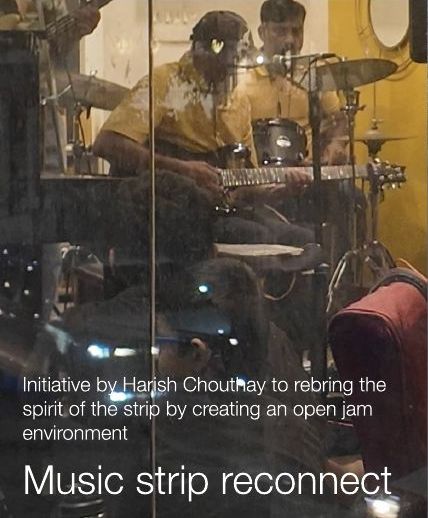 Initiative by Harish Chouthay to rebring the
spirit of the strip by creating an open jam
environment
Music strip reconnect